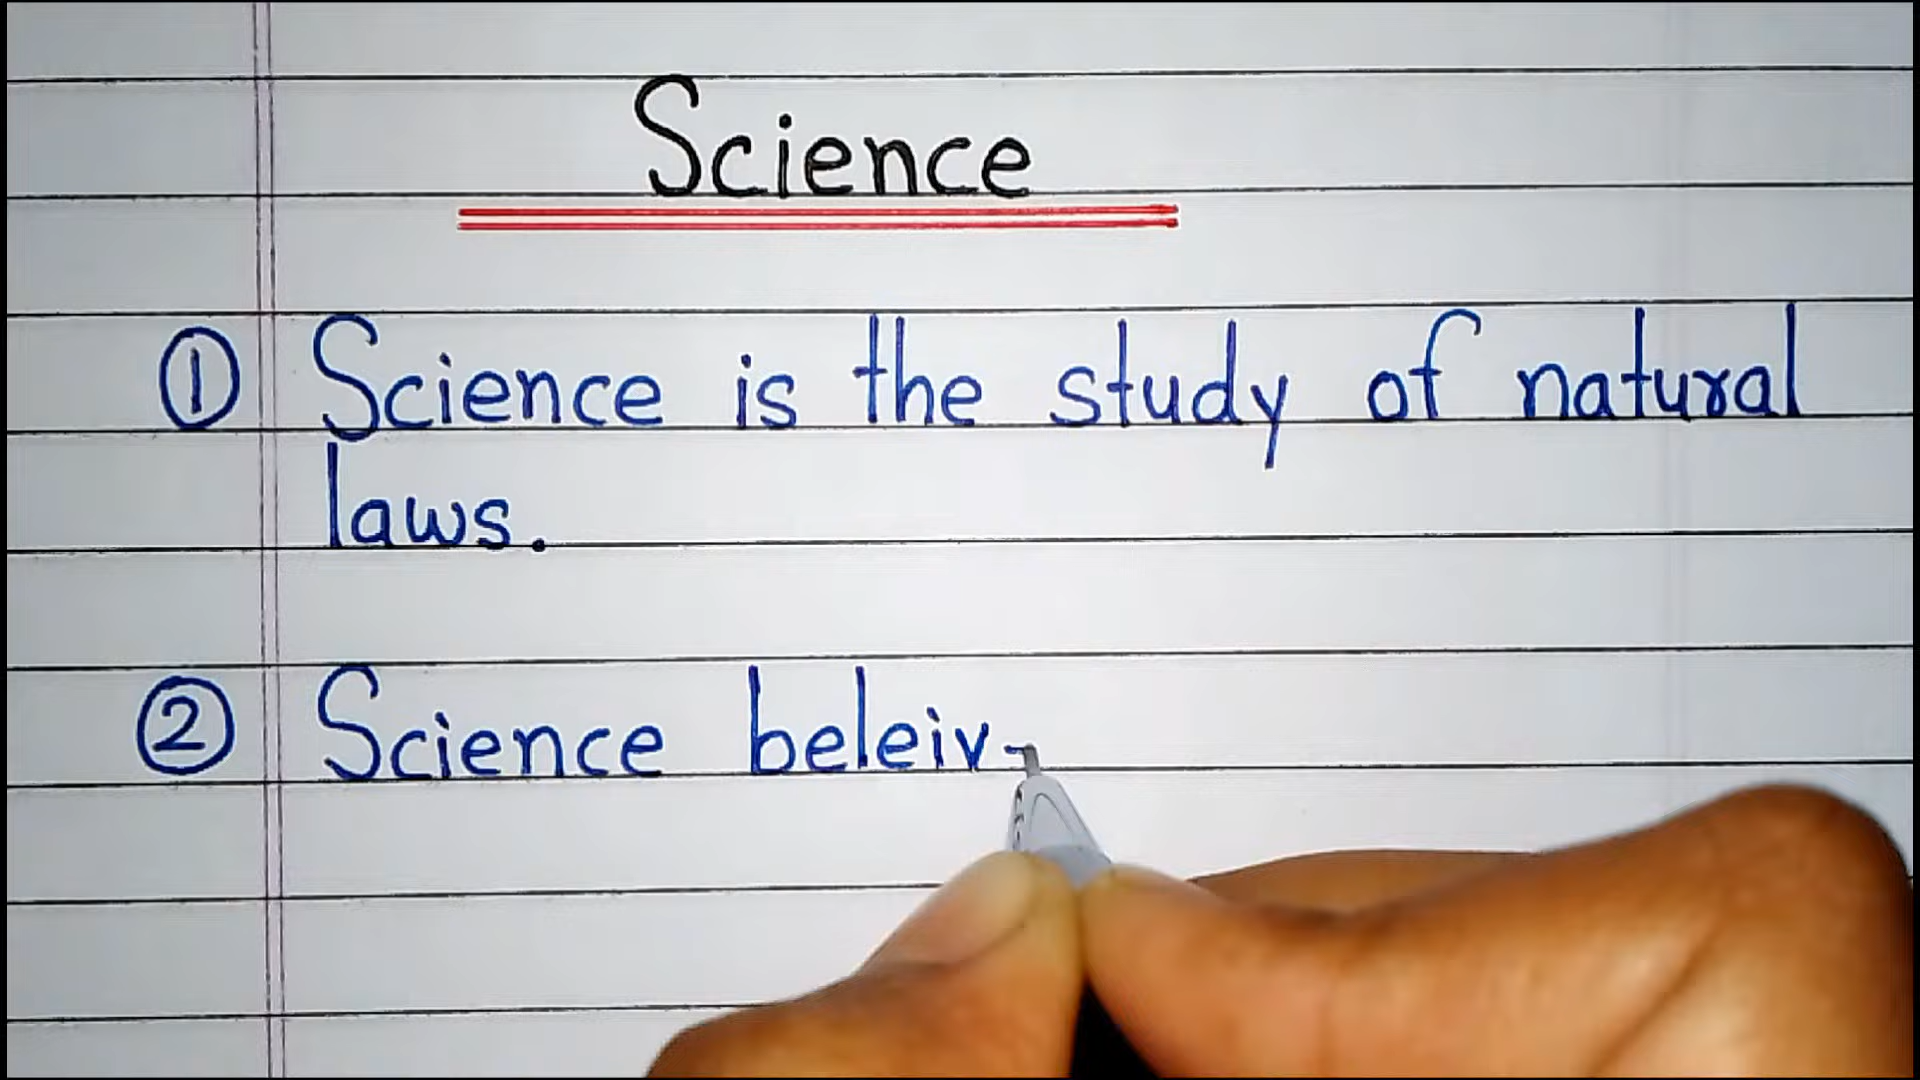 Science
① Science is the study of natural
laws.
② Science beleiv